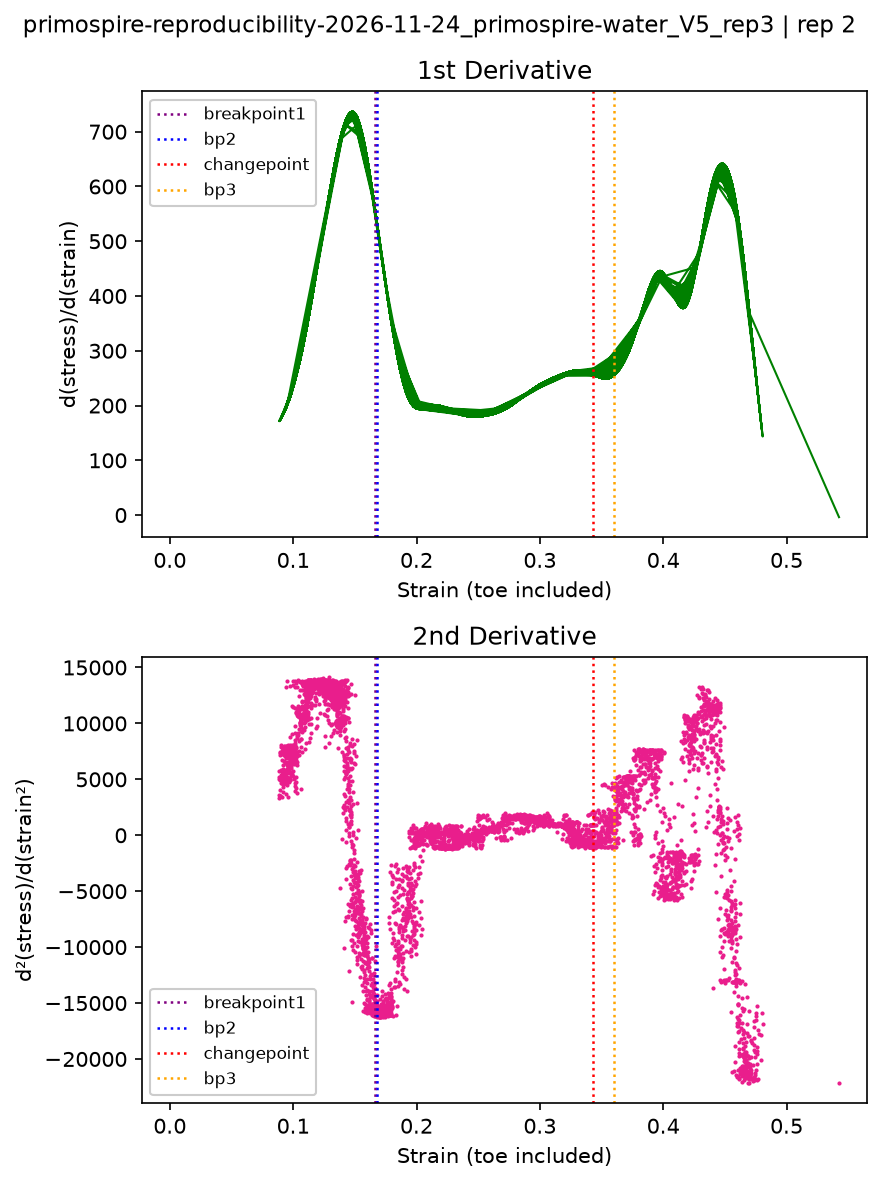 primospire-reproducibility-2026-11-24_primospire-water_V5_rep3 | rep 2
1st Derivative
breakpoint1
bp2
changepoint
bp3
700
600
500
400
300
200
100
0
d(stress)/d(strain)
0.0 0.1 0.2 0.3 0.4 0.5
Strain (toe included)
2nd Derivative
15000
10000
5000
0
−5000
−10000
−15000
−20000
d²(stress)/d(strain²)
breakpoint1
bp2
changepoint
bp3
0.0 0.1 0.2 0.3 0.4 0.5
Strain (toe included)